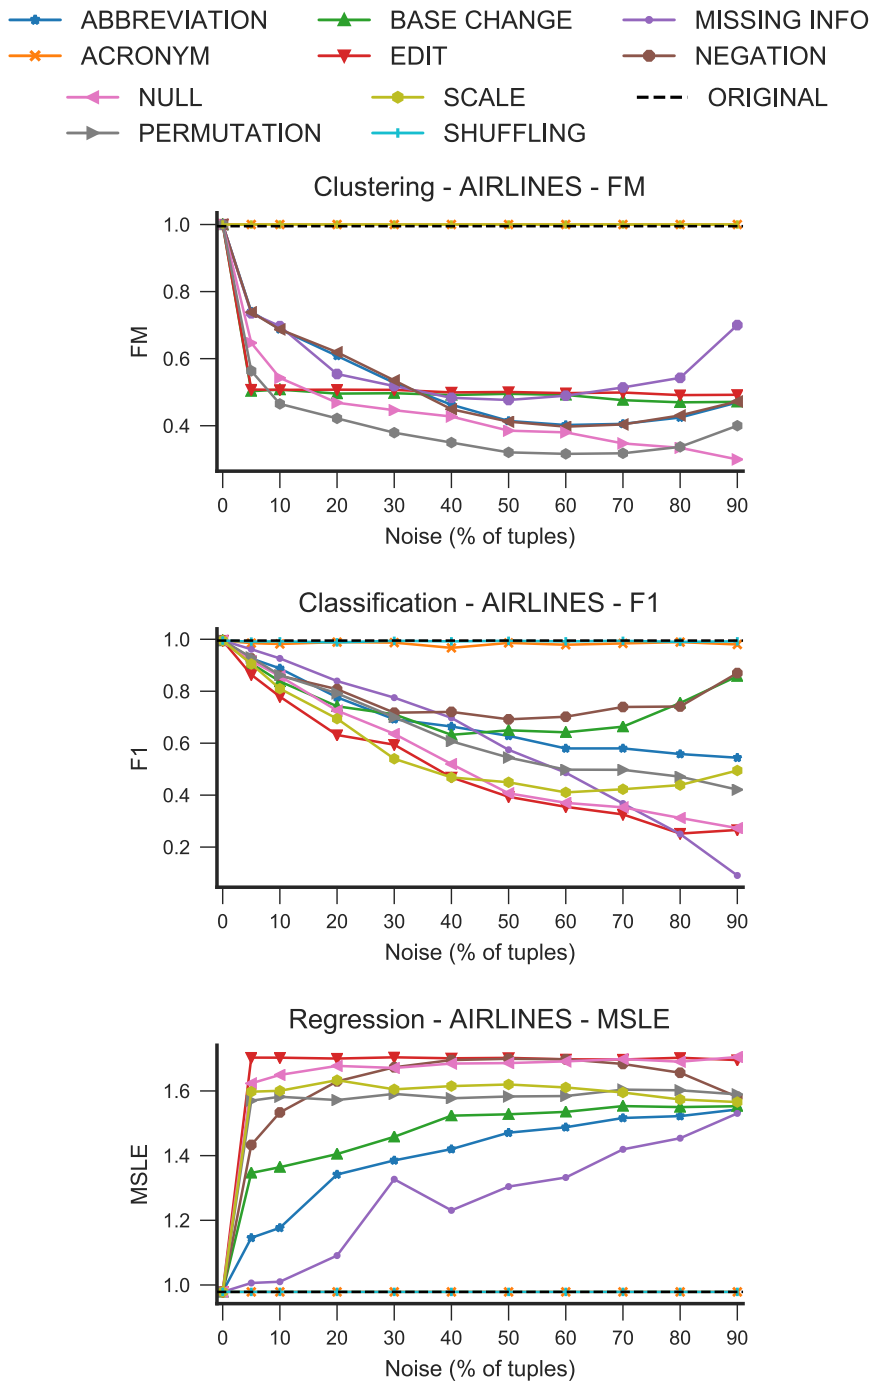 ABBREVIATION BASE CHANGE MISSING INFO
ACRONYM EDIT NEGATION
NULL SCALE ORIGINAL
PERMUTATION SHUFFLING
Clustering - AIRLINES - FM
1.0
0.8
0.6
0.4
FM
0 10 20 30 40 50 60 70 80 90
Noise (% of tuples)
Classification - AIRLINES - F1
1.0
0.8
0.6
0.4
0.2
F1
0 10 20 30 40 50 60 70 80 90
Noise (% of tuples)
Regression - AIRLINES - MSLE
1.6
1.4
1.2
1.0
MSLE
0 10 20 30 40 50 60 70 80 90
Noise (% of tuples)